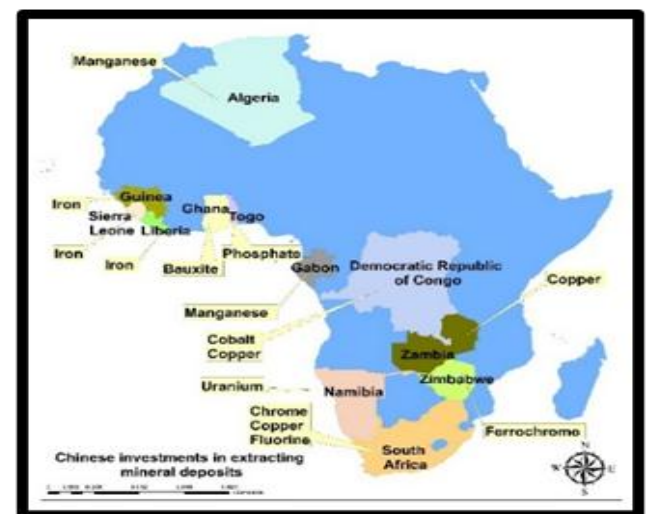 Manganese
Algeria
Guinea
Iron
Ghana
Togo
Sierra
Leone
Liberia
Iron
Iron
Bauxite
Phosphate
Gabon
Democratic Republic
of Congo
Copper
Manganese
Cobalt
Copper
Zambia
Zimbabwe
Uranium
Namibia
Chrome
Copper
Fluorine
Ferrochrome
South
Africa
Chinese investments in extracting
mineral deposits
N
W
E
S